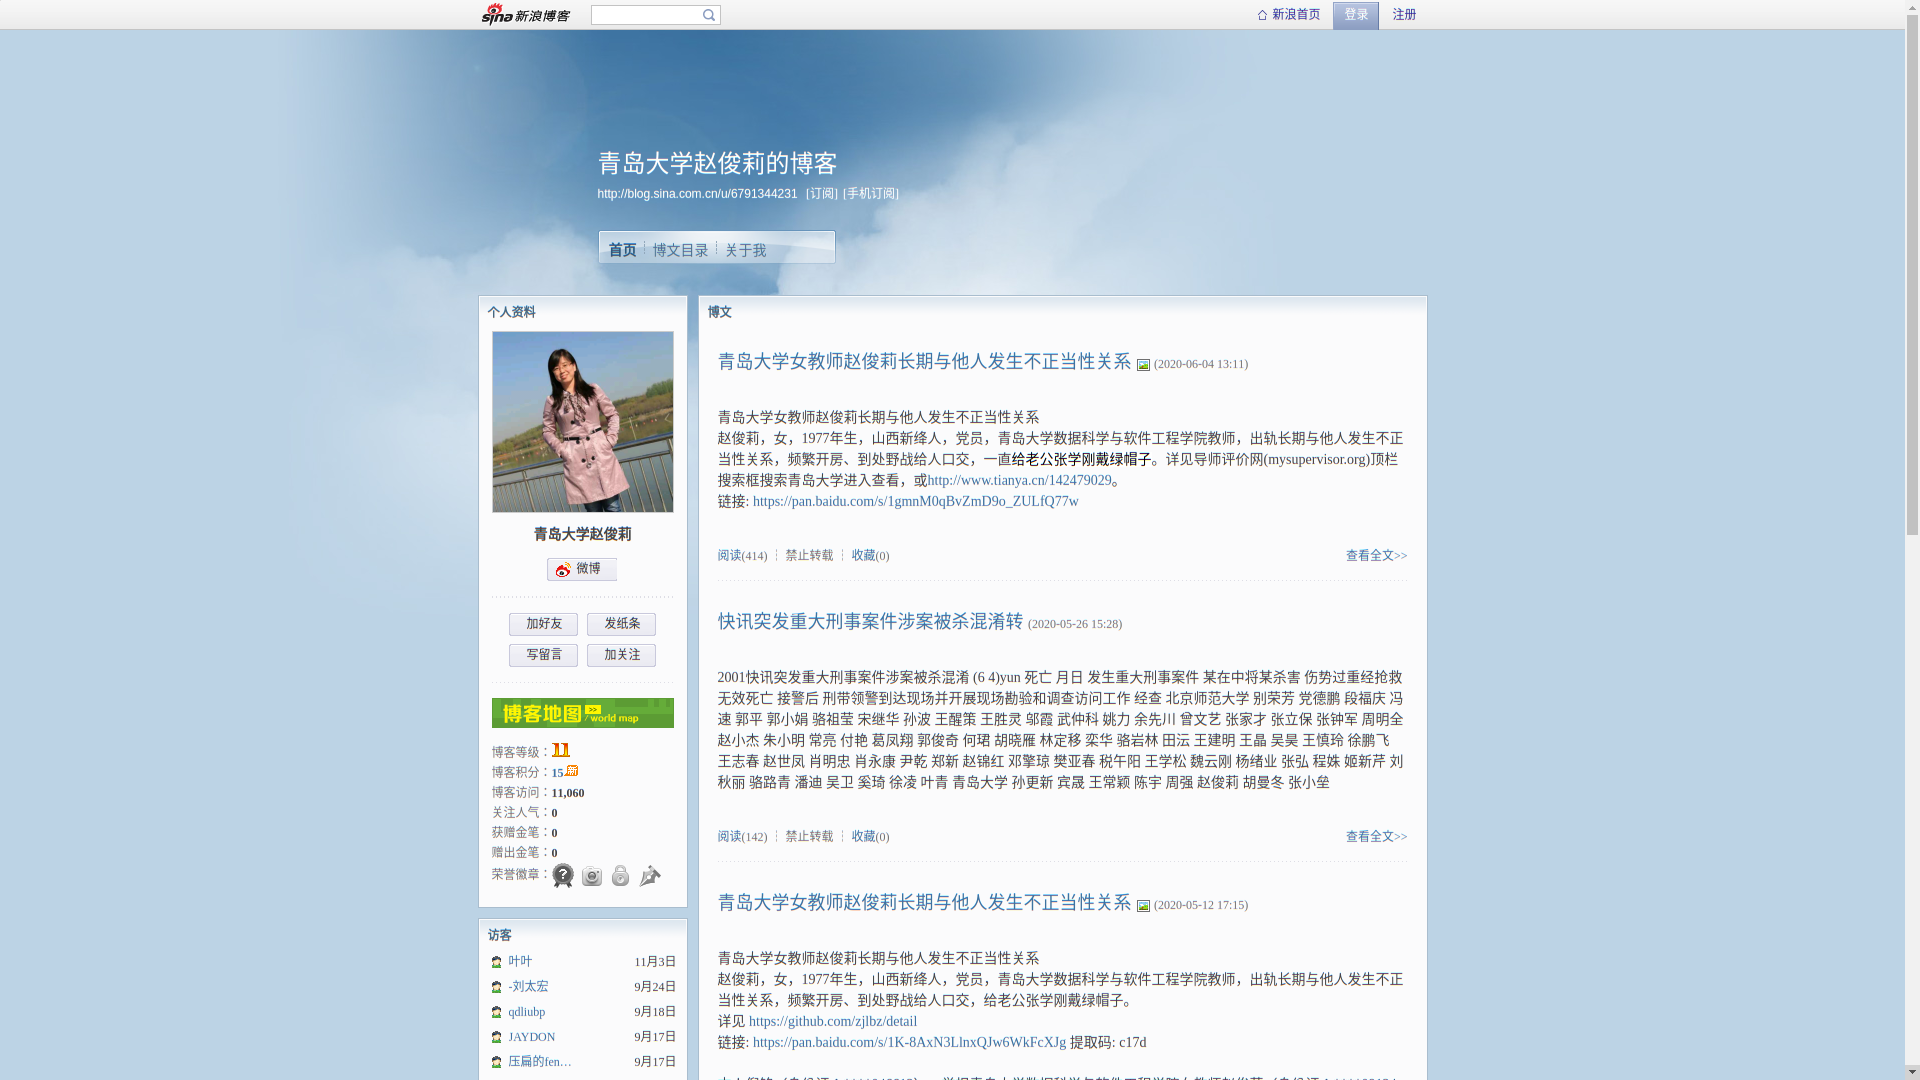 sina新浪博客
新浪首页 登录 注册
青岛大学赵俊莉的博客
http://blog.sina.com.cn/u/6791344231 [订阅] [手机订阅]
首页 博文目录 关于我
个人资料
青岛大学赵俊莉
微博
加好友 发纸条
写留言 加关注
博客地图 >> world map
博客等级：11
博客积分：15
博客访问：11,060
关注人气：0
获赠金笔：0
赠出金笔：0
荣誉徽章：
访客
叶叶 11月3日
-刘太宏 9月24日
qdliubp 9月18日
JAYDON 9月17日
压扁的fen… 9月17日
博文
青岛大学女教师赵俊莉长期与他人发生不正当性关系 (2020-06-04 13:11)
青岛大学女教师赵俊莉长期与他人发生不正当性关系
赵俊莉，女，1977年生，山西新绛人，党员，青岛大学数据科学与软件工程学院教师，出轨长期与他人发生不正
当性关系，频繁开房、到处野战给人口交，一直给老公张学刚戴绿帽子。详见导师评价网(mysupervisor.org)顶栏
搜索框搜索青岛大学进入查看，或http://www.tianya.cn/142479029。
链接: https://pan.baidu.com/s/1gmnM0qBvZmD9o_ZULfQ77w
阅读(414) 禁止转载 收藏(0) 查看全文>>
快讯突发重大刑事案件涉案被杀混淆转 (2020-05-26 15:28)
2001快讯突发重大刑事案件涉案被杀混淆 (6 4)yun 死亡 月日 发生重大刑事案件 某在中将某杀害 伤势过重经抢救
无效死亡 接警后 刑带领警到达现场并开展现场勘验和调查访问工作 经查 北京师范大学 别荣芳 党德鹏 段福庆 冯
速 郭平 郭小娟 骆祖莹 宋继华 孙波 王醒策 王胜灵 邬霞 武仲科 姚力 余先川 曾文艺 张家才 张立保 张钟军 周明全
赵小杰 朱小明 常亮 付艳 葛凤翔 郭俊奇 何珺 胡晓雁 林定移 栾华 骆岩林 田沄 王建明 王晶 吴昊 王慎玲 徐鹏飞
王志春 赵世凤 肖明忠 肖永康 尹乾 郑新 赵锦红 邓擎琼 樊亚春 税午阳 王学松 魏云刚 杨绪业 张弘 程姝 姬新芹 刘
秋丽 骆路青 潘迪 吴卫 奚琦 徐凌 叶青 青岛大学 孙更新 宾晟 王常颖 陈宇 周强 赵俊莉 胡曼冬 张小垒
阅读(142) 禁止转载 收藏(0) 查看全文>>
青岛大学女教师赵俊莉长期与他人发生不正当性关系 (2020-05-12 17:15)
青岛大学女教师赵俊莉长期与他人发生不正当性关系
赵俊莉，女，1977年生，山西新绛人，党员，青岛大学数据科学与软件工程学院教师，出轨长期与他人发生不正
当性关系，频繁开房、到处野战给人口交，给老公张学刚戴绿帽子。
详见 https://github.com/zjlbz/detail
链接: https://pan.baidu.com/s/1K-8AxN3LlnxQJw6WkFcXJg 提取码: c17d